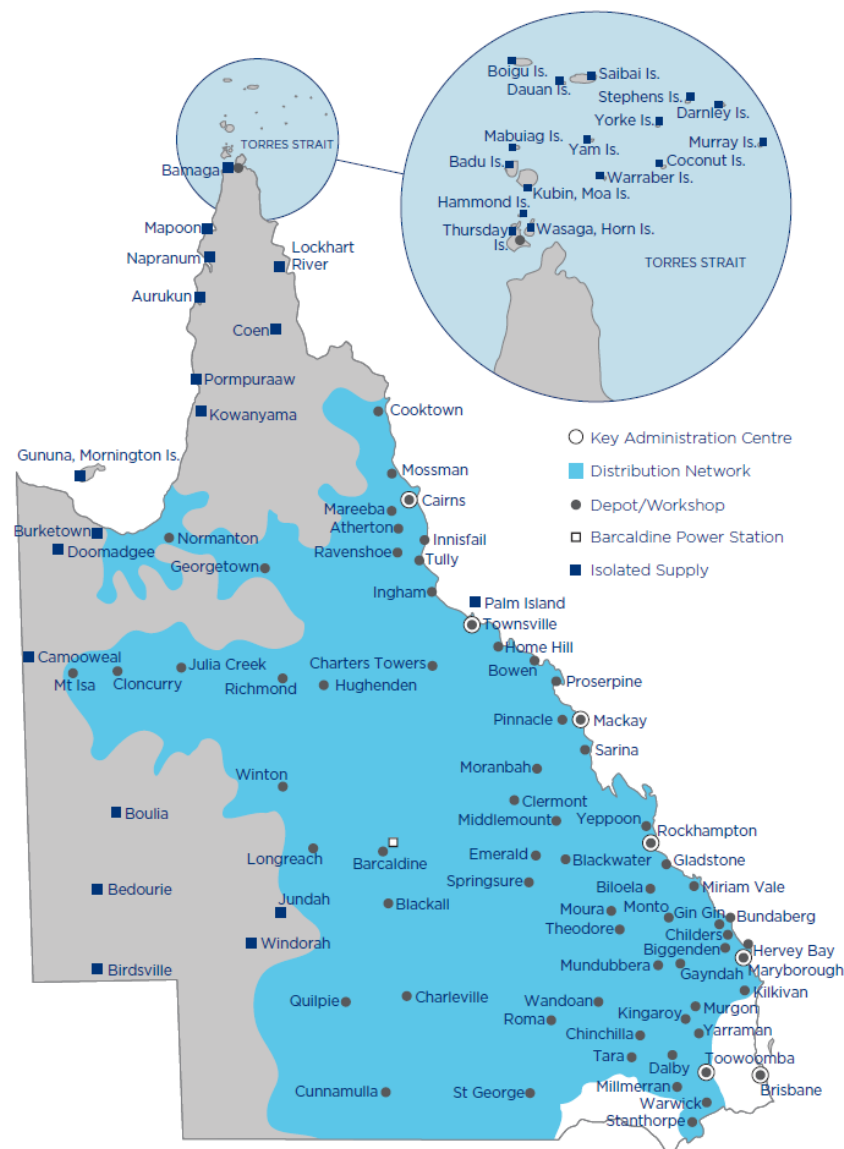 TORRES STRAIT
Boigu Is.
Saibai Is.
Dauan Is.
Stephens Is.
Darnley Is.
Yorke Is.
Mabuiag Is.
Yam Is.
Murray Is.
Badu Is.
Coconut Is.
Warraber Is.
Kubin, Moa Is.
Hammond Is.
Thursday
Is.
Wasaga, Horn Is.
TORRES STRAIT
Bamaga
Mapoon
Napranum
Lockhart
River
Aurukun
Coen
Pormpuraaw
Kowanyama
Cooktown
Key Administration Centre
Distribution Network
Depot/Workshop
Barcaldine Power Station
Isolated Supply
Gununa, Mornington Is.
Mossman
Cairns
Mareeba
Atherton
Burketown
Doomadgee
Normanton
Innisfail
Ravenshoe
Tully
Georgetown
Ingham
Palm Island
Townsville
Home Hill
Camooweal
Mt Isa
Cloncurry
Julia Creek
Richmond
Charters Towers
Hughenden
Bowen
Proserpine
Pinnacle
Mackay
Sarina
Moranbah
Winton
Clermont
Boulia
Middlemount
Yeppoon
Rockhampton
Longreach
Barcaldine
Emerald
Blackwater
Gladstone
Springsure
Biloela
Miriam Vale
Bedourie
Jundah
Blackall
Moura
Monto
Gin Gin
Bundaberg
Theodore
Childers
Windorah
Biggenden
Hervey Bay
Birdsville
Mundubbera
Gayndah
Maryborough
Kilkivan
Quilpie
Charleville
Wandoan
Murgon
Roma
Kingaroy
Chinchilla
Yarraman
Tara
Dalby
Toowoomba
Cunnamulla
St George
Millmerran
Brisbane
Warwick
Stanthorpe